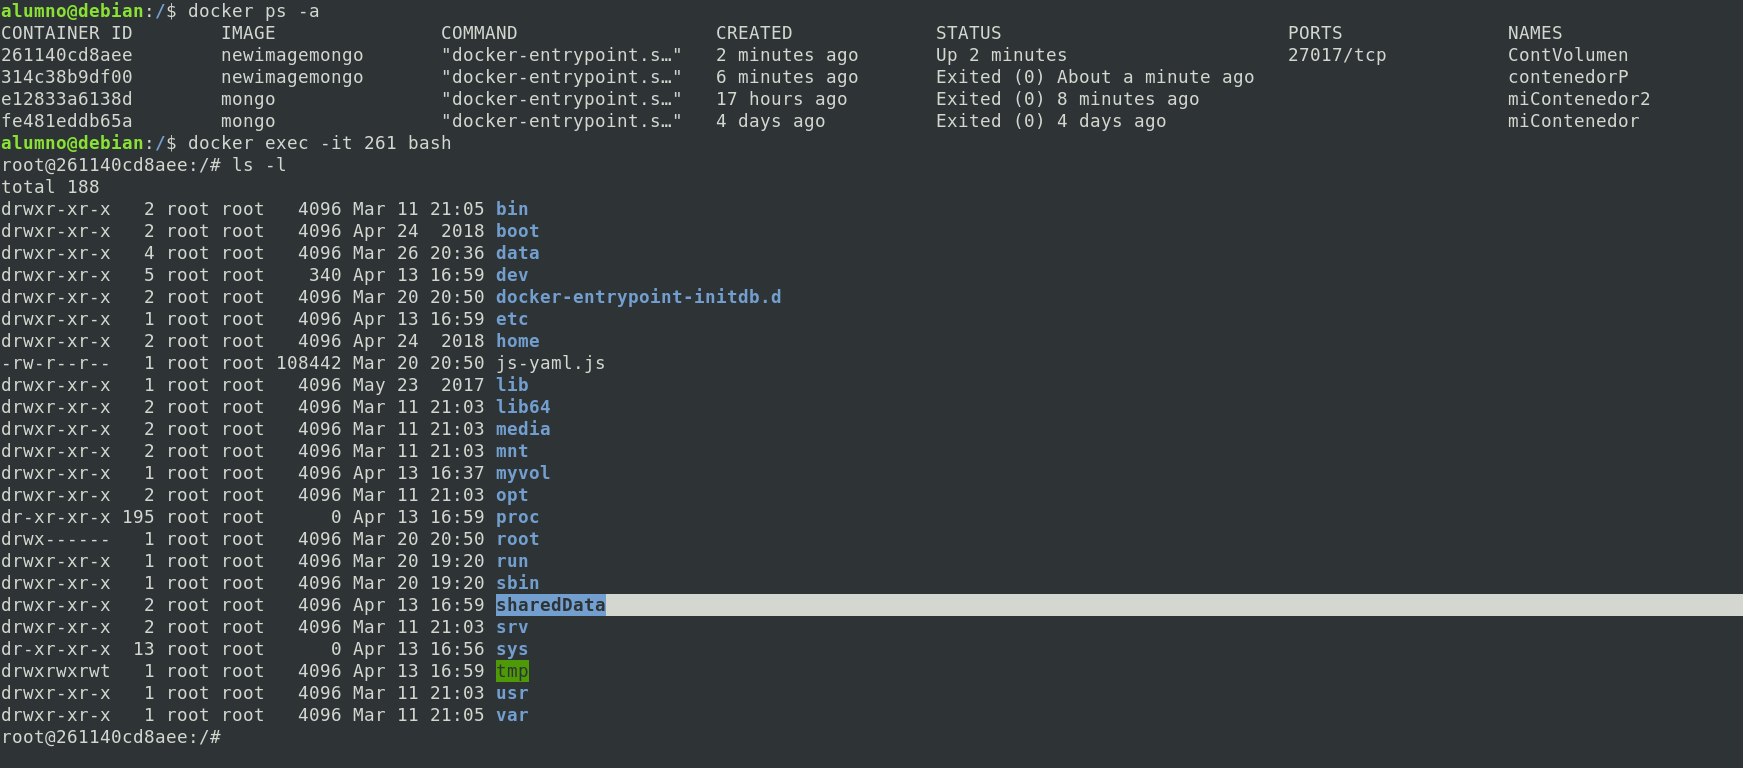 alumno@debian:/$ docker ps -a
CONTAINER ID        IMAGE               COMMAND                  CREATED             STATUS                          PORTS               NAMES
261140cd8aee        newimagemongo       "docker-entrypoint.s…"   2 minutes ago       Up 2 minutes                    27017/tcp           ContVolumen
314c38b9df00        newimagemongo       "docker-entrypoint.s…"   6 minutes ago       Exited (0) About a minute ago                       contenedorP
e12833a6138d        mongo               "docker-entrypoint.s…"   17 hours ago        Exited (0) 8 minutes ago                            miContenedor2
fe481eddb65a        mongo               "docker-entrypoint.s…"   4 days ago          Exited (0) 4 days ago                               miContenedor
alumno@debian:/$ docker exec -it 261 bash
root@261140cd8aee:/# ls -l
total 188
drwxr-xr-x   2 root root   4096 Mar 11 21:05 bin
drwxr-xr-x   2 root root   4096 Apr 24  2018 boot
drwxr-xr-x   4 root root   4096 Mar 26 20:36 data
drwxr-xr-x   5 root root    340 Apr 13 16:59 dev
drwxr-xr-x   2 root root   4096 Mar 20 20:50 docker-entrypoint-initdb.d
drwxr-xr-x   1 root root   4096 Apr 13 16:59 etc
drwxr-xr-x   2 root root   4096 Apr 24  2018 home
-rw-r--r--   1 root root 108442 Mar 20 20:50 js-yaml.js
drwxr-xr-x   1 root root   4096 May 23  2017 lib
drwxr-xr-x   2 root root   4096 Mar 11 21:03 lib64
drwxr-xr-x   2 root root   4096 Mar 11 21:03 media
drwxr-xr-x   2 root root   4096 Mar 11 21:03 mnt
drwxr-xr-x   1 root root   4096 Apr 13 16:37 myvol
drwxr-xr-x   2 root root   4096 Mar 11 21:03 opt
dr-xr-xr-x 195 root root      0 Apr 13 16:59 proc
drwx------   1 root root   4096 Mar 20 20:50 root
drwxr-xr-x   1 root root   4096 Mar 20 19:20 run
drwxr-xr-x   1 root root   4096 Mar 20 19:20 sbin
drwxr-xr-x   2 root root   4096 Apr 13 16:59 sharedData
drwxr-xr-x   2 root root   4096 Mar 11 21:03 srv
dr-xr-xr-x  13 root root      0 Apr 13 16:56 sys
drwxrwxrwt   1 root root   4096 Apr 13 16:59 tmp
drwxr-xr-x   1 root root   4096 Mar 11 21:03 usr
drwxr-xr-x   1 root root   4096 Mar 11 21:05 var
root@261140cd8aee:/#